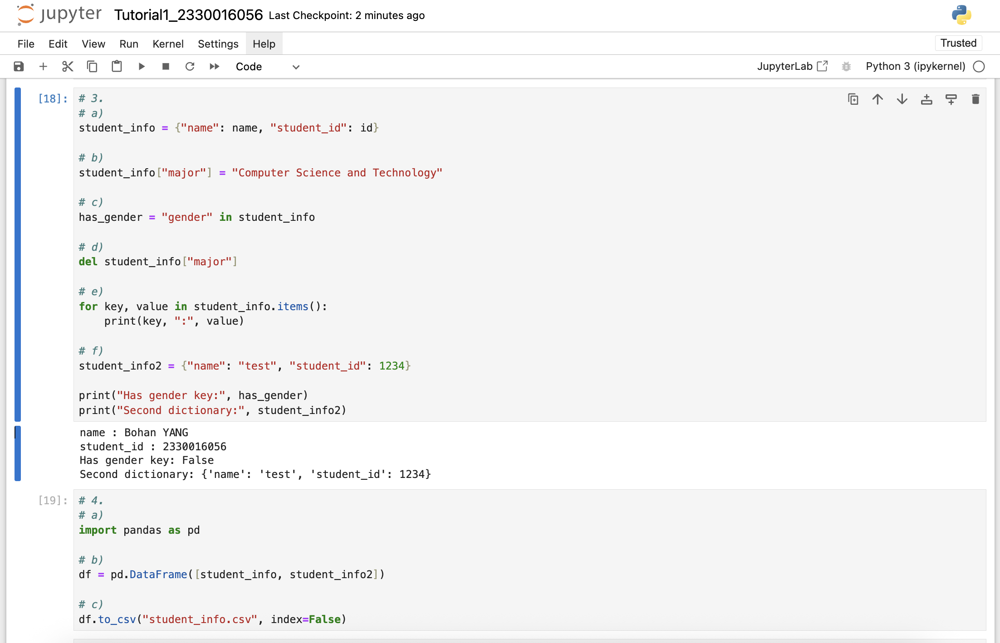 jupyter Tutorial1_2330016056 Last Checkpoint: 2 minutes ago
File Edit View Run Kernel Settings Help Trusted
Code JupyterLab Python 3 (ipykernel)
[18]: # 3.
# a)
student_info = {"name": name, "student_id": id}
# b)
student_info["major"] = "Computer Science and Technology"
# c)
has_gender = "gender" in student_info
# d)
del student_info["major"]
# e)
for key, value in student_info.items():
    print(key, ":", value)
# f)
student_info2 = {"name": "test", "student_id": 1234}
print("Has gender key:", has_gender)
print("Second dictionary:", student_info2)
name : Bohan YANG
student_id : 2330016056
Has gender key: False
Second dictionary: {'name': 'test', 'student_id': 1234}
[19]: # 4.
# a)
import pandas as pd
# b)
df = pd.DataFrame([student_info, student_info2])
# c)
df.to_csv("student_info.csv", index=False)